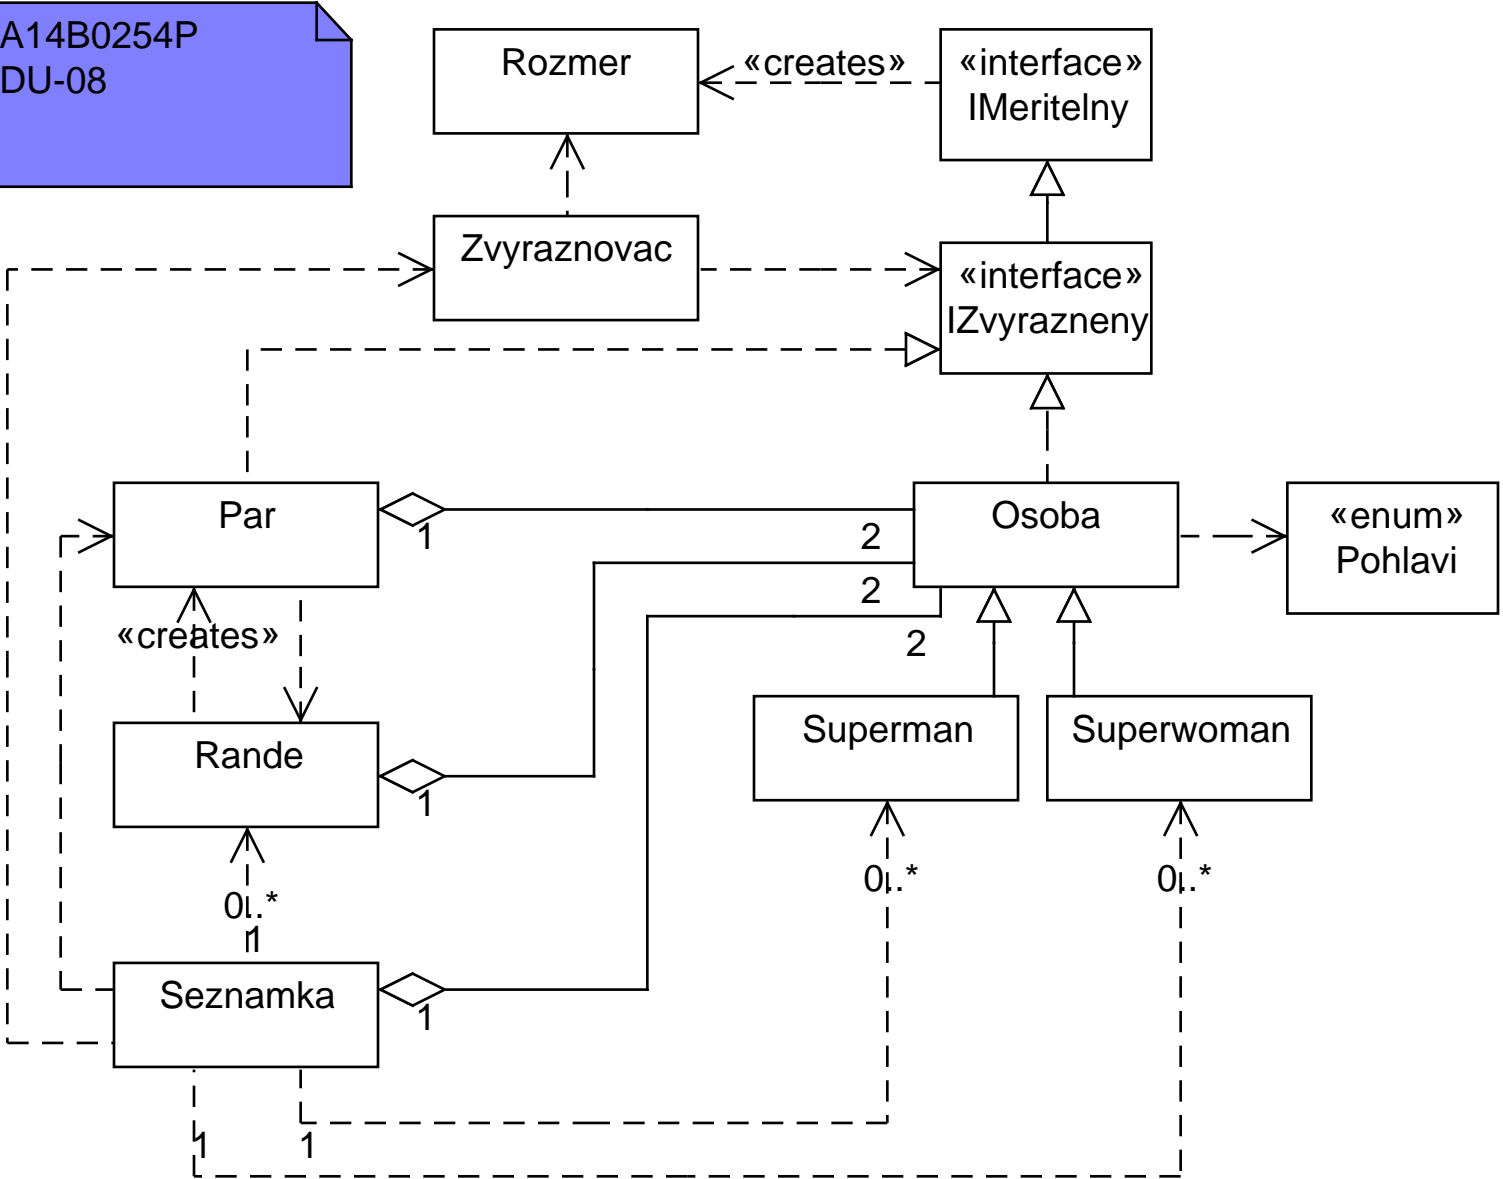 A14B0254P
DU-08
Rozmer
«creates»
«interface»
IMeritelny
Zvyraznovac
«interface»
IZvyrazneny
Par
1
2
Osoba
«enum»
Pohlavi
2
«creates»
2
Rande
1
Superman
Superwoman
0..*
0..*
0..*
1
Seznamka
1
1
1